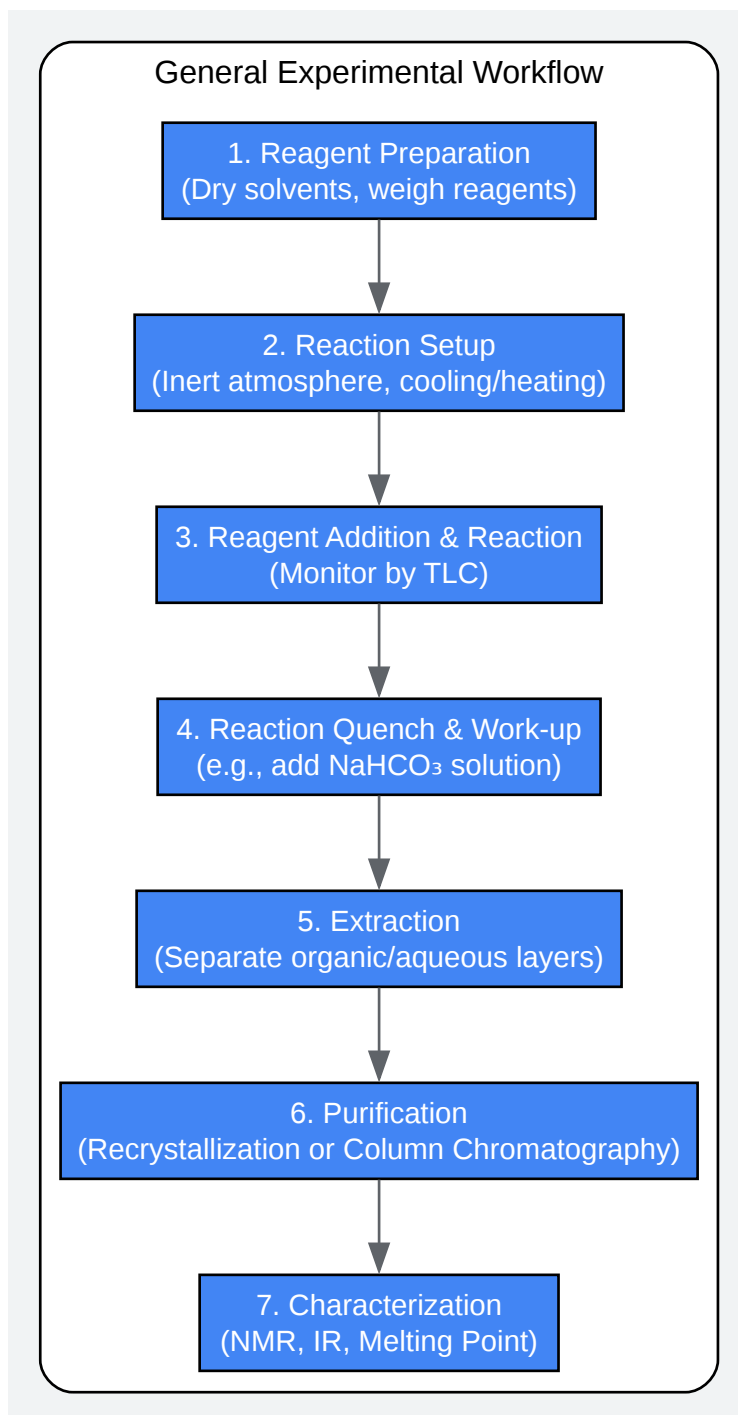 General Experimental Workflow
1. Reagent Preparation
(Dry solvents, weigh reagents)
2. Reaction Setup
(Inert atmosphere, cooling/heating)
3. Reagent Addition & Reaction
(Monitor by TLC)
4. Reaction Quench & Work-up
(e.g., add NaHCO₃ solution)
5. Extraction
(Separate organic/aqueous layers)
6. Purification
(Recrystallization or Column Chromatography)
7. Characterization
(NMR, IR, Melting Point)